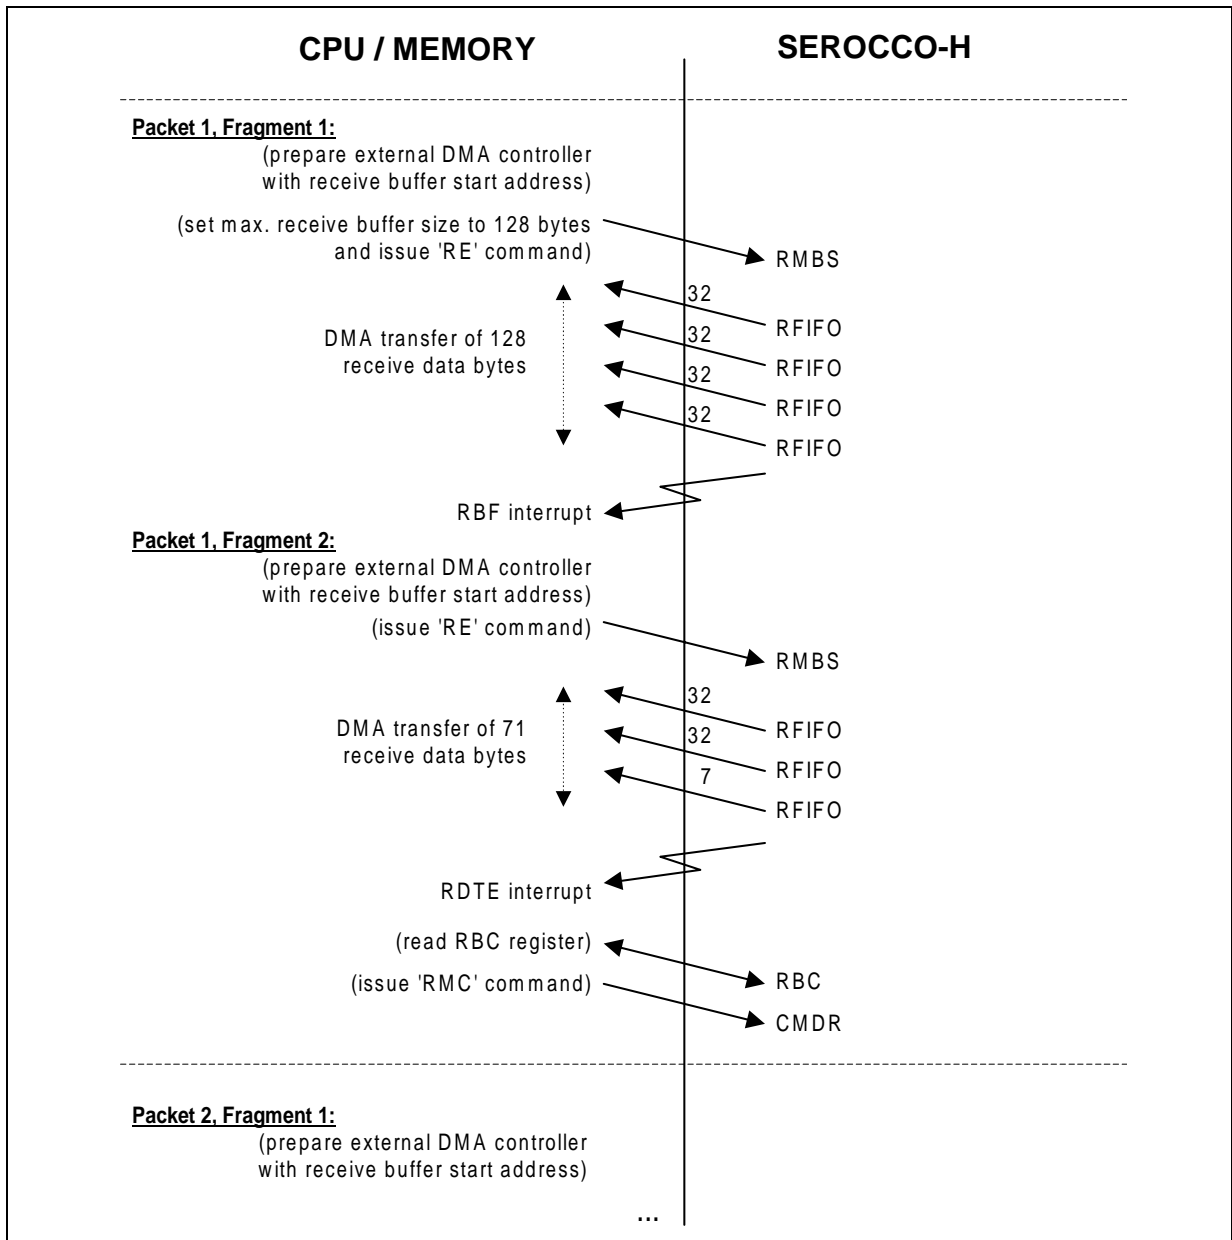 CPU / MEMORY
SEROCCO-H
Packet 1, Fragment 1:
(prepare external DMA controller
with receive buffer start address)
(set max. receive buffer size to 128 bytes
and issue 'RE' command)
RMBS
32
RFIFO
32
DMA transfer of 128
receive data bytes
RFIFO
32
RFIFO
32
RFIFO
RBF interrupt
Packet 1, Fragment 2:
(prepare external DMA controller
with receive buffer start address)
(issue 'RE' command)
RMBS
32
RFIFO
32
DMA transfer of 71
receive data bytes
RFIFO
7
RFIFO
RDTE interrupt
(read RBC register)
RBC
(issue 'RMC' command)
CMDR
Packet 2, Fragment 1:
(prepare external DMA controller
with receive buffer start address)
...